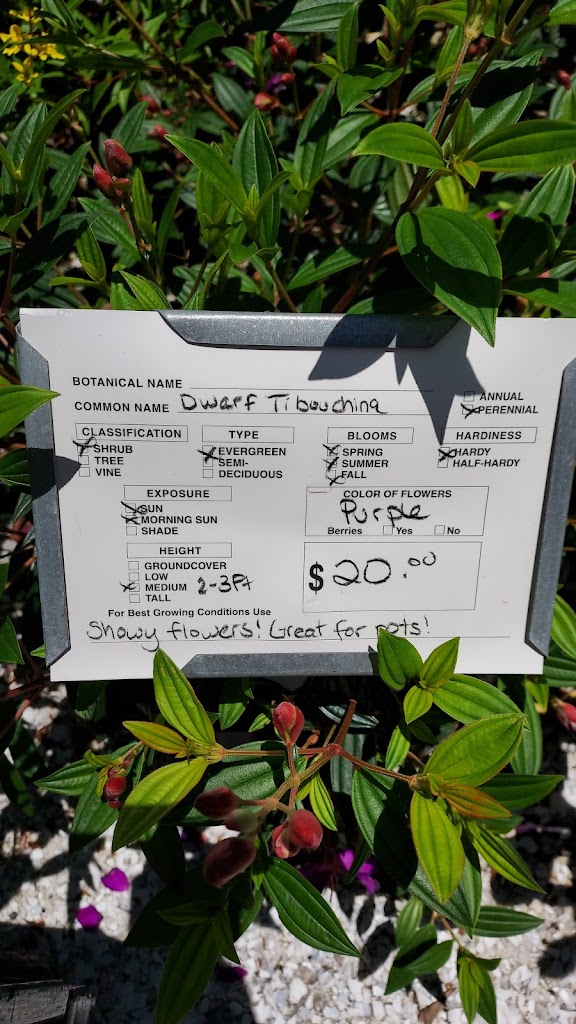 BOTANICAL NAME
COMMON NAME Dwarf Tibouchina
ANNUAL
PERENNIAL
CLASSIFICATION
SHRUB
TREE
VINE
TYPE
EVERGREEN
SEMI-
DECIDUOUS
BLOOMS
SPRING
SUMMER
FALL
HARDINESS
HARDY
HALF-HARDY
EXPOSURE
SUN
MORNING SUN
SHADE
COLOR OF FLOWERS
Purple
Berries Yes No
HEIGHT
GROUNDCOVER
LOW
MEDIUM 2-3Ft
TALL
$20.00
For Best Growing Conditions Use
Showy flowers! Great for pots!